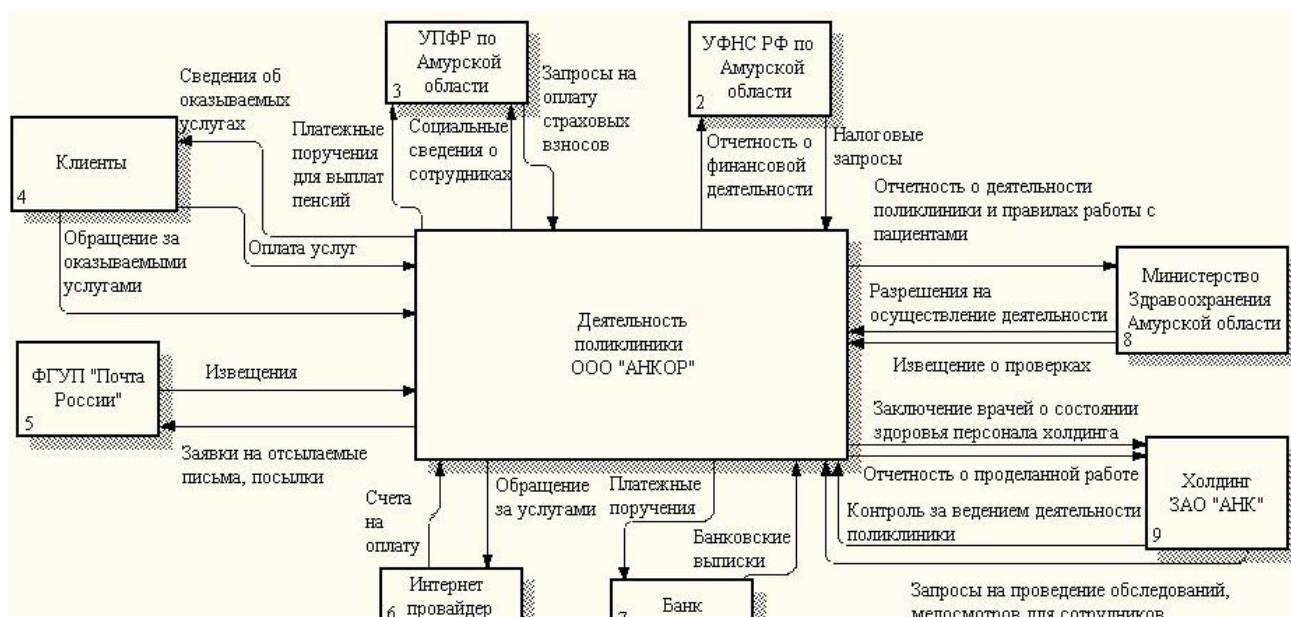 УПФР по
Амурской
области
3
УФНС РФ по
Амурской
области
2
Сведения об
оказываемых
услугах
Платежные
поручения
для выплат
пенсий
Социальные
сведения о
сотрудниках
Запросы на
оплату
страховых
взносов
Отчетность о
финансовой
деятельности
Налоговые
запросы
Клиенты
4
Обращение за
оказываемыми
услугами
Оплата услуг
Отчетность о деятельности
поликлиники и правилах работы с
пациентами
Министерство
Здравоохранения
Амурской области
8
Разрешения на
осуществление деятельности
Извещение о проверках
Деятельность
поликлиники
ООО "АНКОР"
ФГУП "Почта
России"
5
Извещения
Заявки на отсылаемые
письма, посылки
Заключение врачей о состоянии
здоровья персонала холдинга
Отчетность о проделанной работе
Холдинг
ЗАО "АНК"
9
Контроль за ведением деятельности
поликлиники
Счета
на
оплату
Обращение
за услугами
Платежные
поручения
Банковские
выписки
Интернет
провайдер
6
Банк
7
Запросы на проведение обследований,
медосмотров для сотрудников